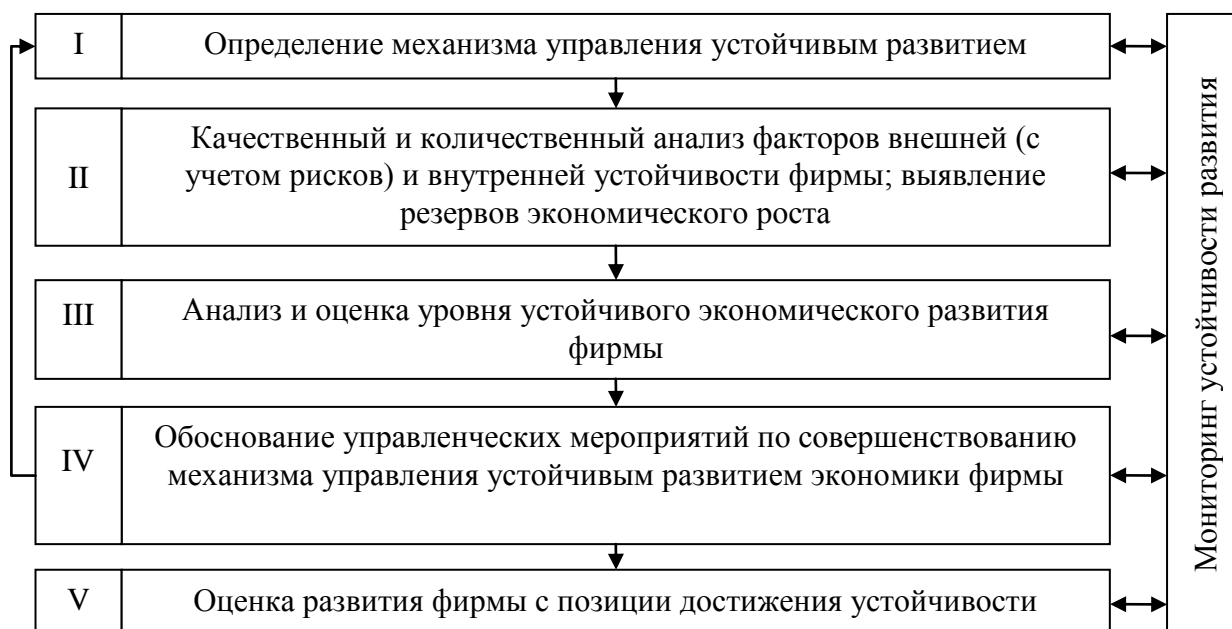 I
Определение механизма управления устойчивым развитием
II
Качественный и количественный анализ факторов внешней (с
учетом рисков) и внутренней устойчивости фирмы; выявление
резервов экономического роста
III
Анализ и оценка уровня устойчивого экономического развития
фирмы
IV
Обоснование управленческих мероприятий по совершенствованию
механизма управления устойчивым развитием экономики фирмы
V
Оценка развития фирмы с позиции достижения устойчивости
Мониторинг устойчивости развития